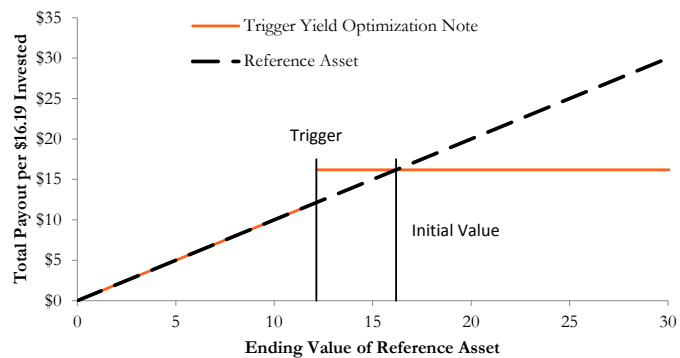 Trigger Yield Optimization Note
Reference Asset
Total Payout per $16.19 Invested
$35
$30
$25
$20
$15
$10
$5
$0
Trigger
Initial Value
0 5 10 15 20 25 30
Ending Value of Reference Asset